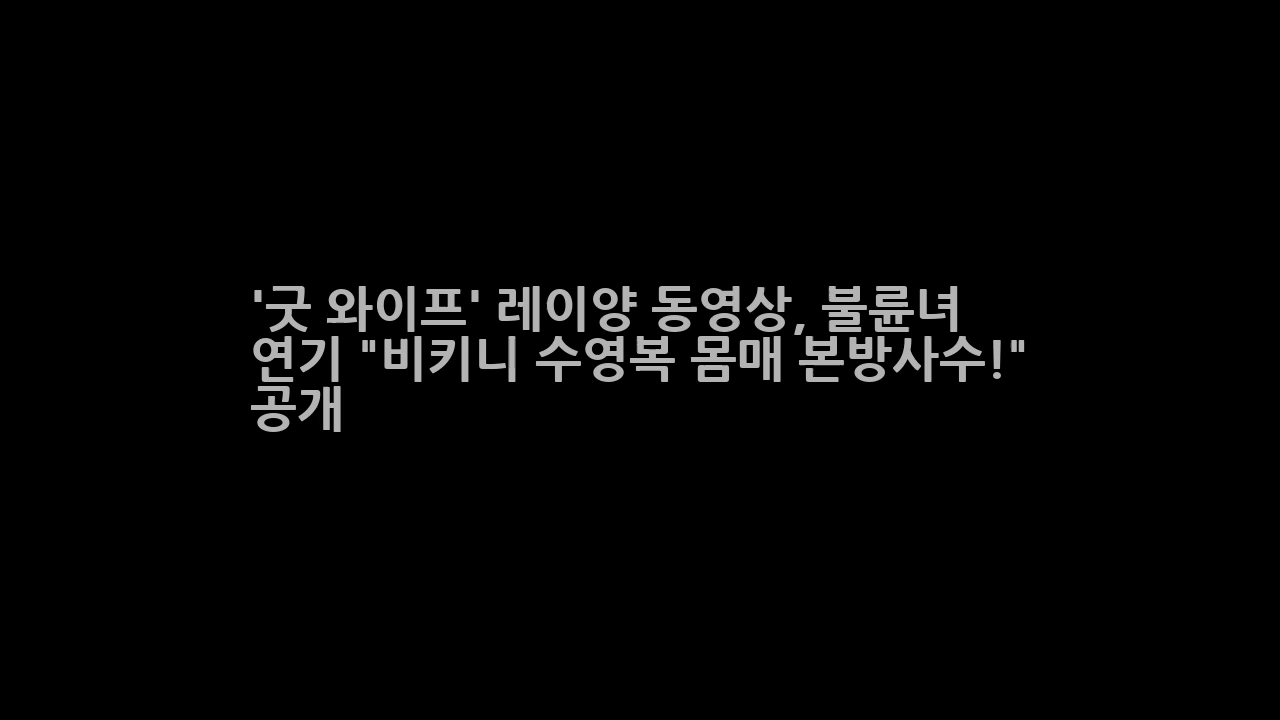 '굿 와이프' 레이양 동영상, 불륜녀
연기 "비키니 수영복 몸매 본방사수!"
공개